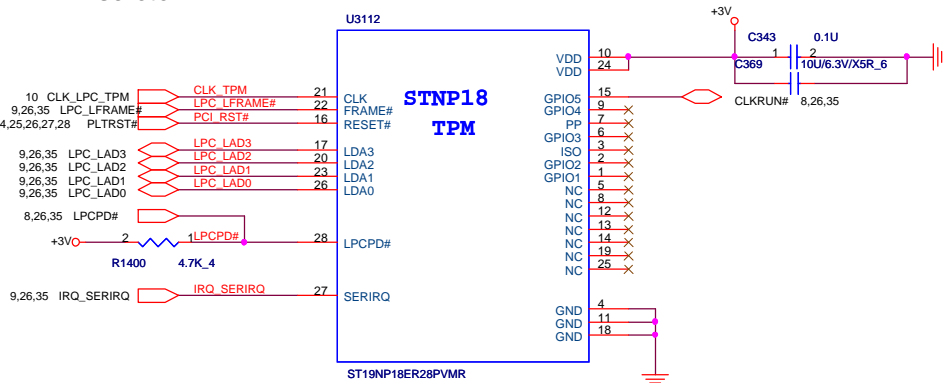 U3112
+3V
C343 0.1U
1 2
C369 10U/6.3V/X5R_6
VDD 10
VDD 24
10 CLK_LPC_TPM CLK_TPM 21 CLK
9,26,35 LPC_LFRAME# LPC_LFRAME# 22 FRAME#
4,25,26,27,28 PLTRST# PCI_RST# 16 RESET#
STNP18
TPM
GPIO5 15
CLKRUN# 8,26,35
GPIO4 9
PP 7
GPIO3 6
ISO 3
GPIO2 2
GPIO1 1
NC 5
NC 8
NC 12
NC 13
NC 14
NC 19
NC 25
9,26,35 LPC_LAD3 LPC_LAD3 17 LDA3
9,26,35 LPC_LAD2 LPC_LAD2 20 LDA2
9,26,35 LPC_LAD1 LPC_LAD1 23 LDA1
9,26,35 LPC_LAD0 LPC_LAD0 26 LDA0
8,26,35 LPCPD#
+3V 2 1 LPCPD# 28 LPCPD#
R1400 4.7K_4
9,26,35 IRQ_SERIRQ IRQ_SERIRQ 27 SERIRQ
GND 4
GND 11
GND 18
ST19NP18ER28PVMR